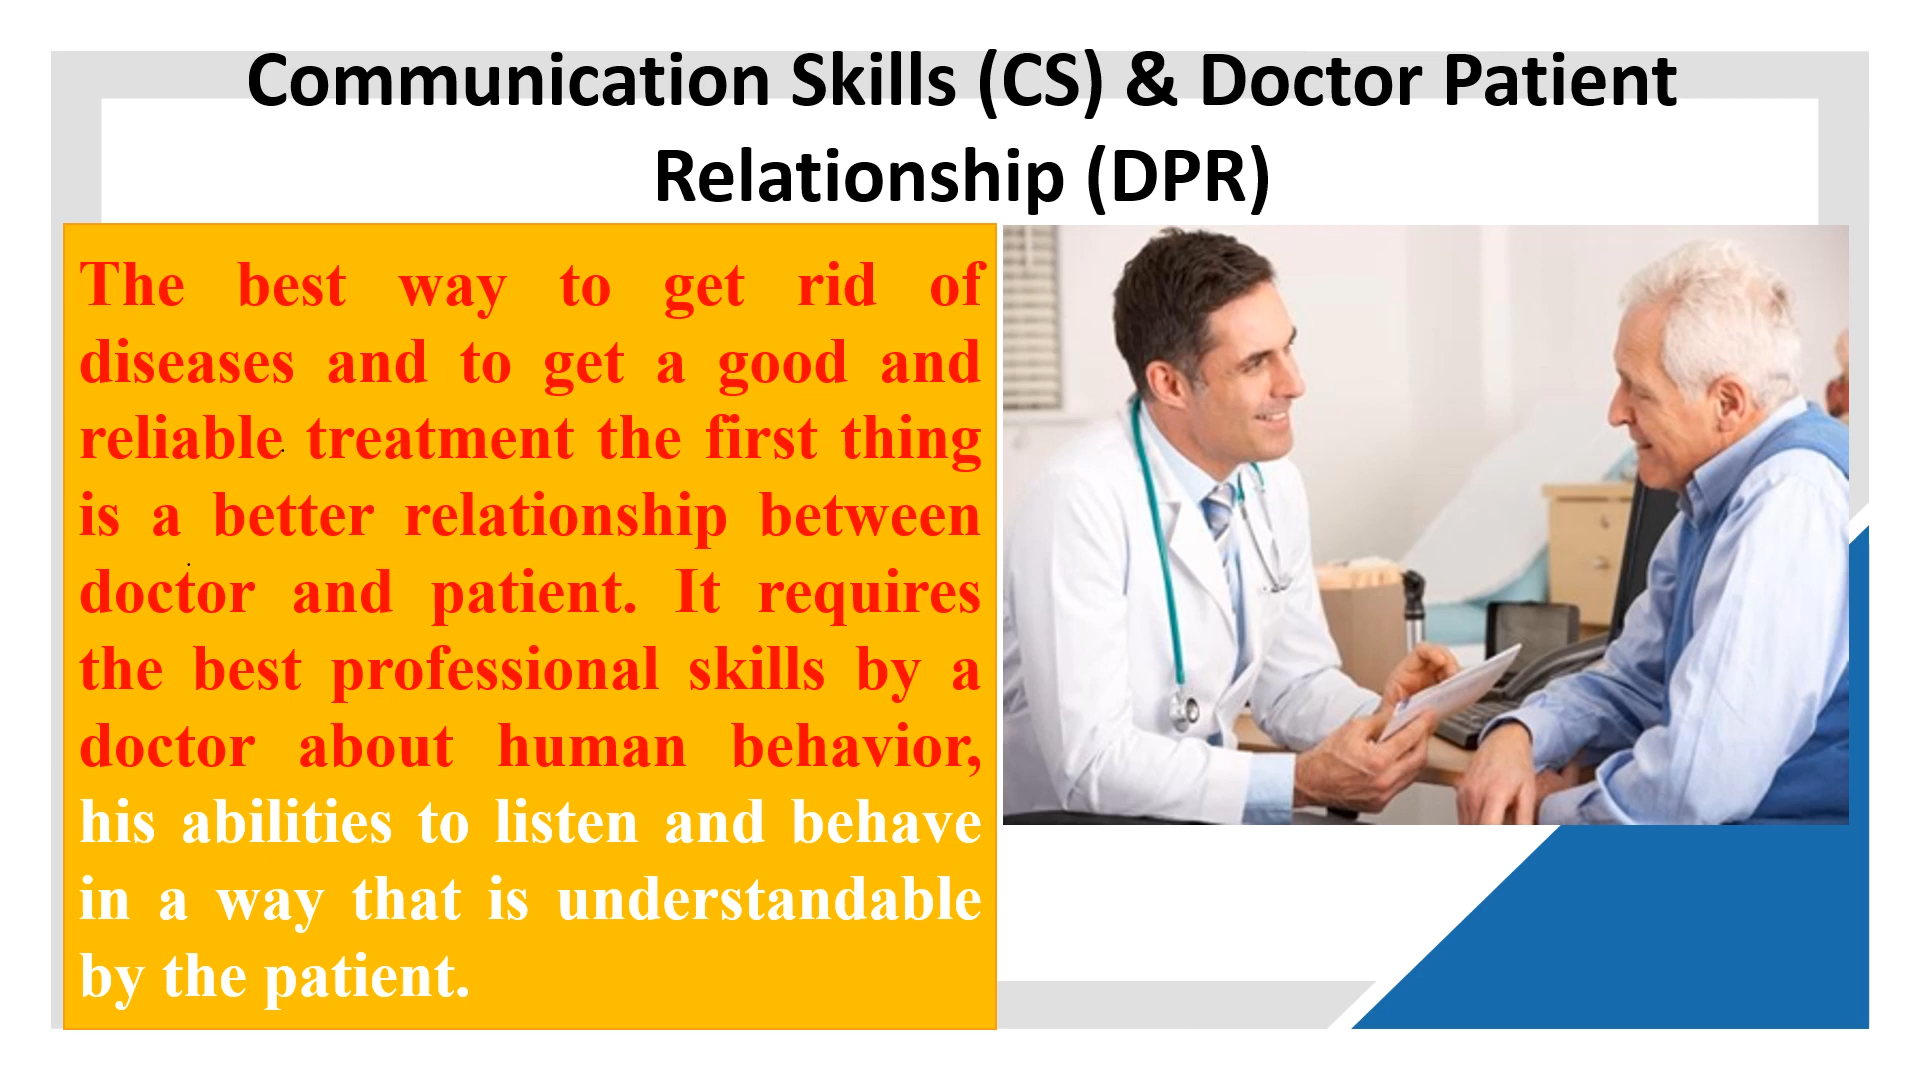 Communication Skills (CS) & Doctor Patient
Relationship (DPR)
The best way to get rid of
diseases and to get a good and
reliable treatment the first thing
is a better relationship between
doctor and patient. It requires
the best professional skills by a
doctor about human behavior,
his abilities to listen and behave
in a way that is understandable
by the patient.